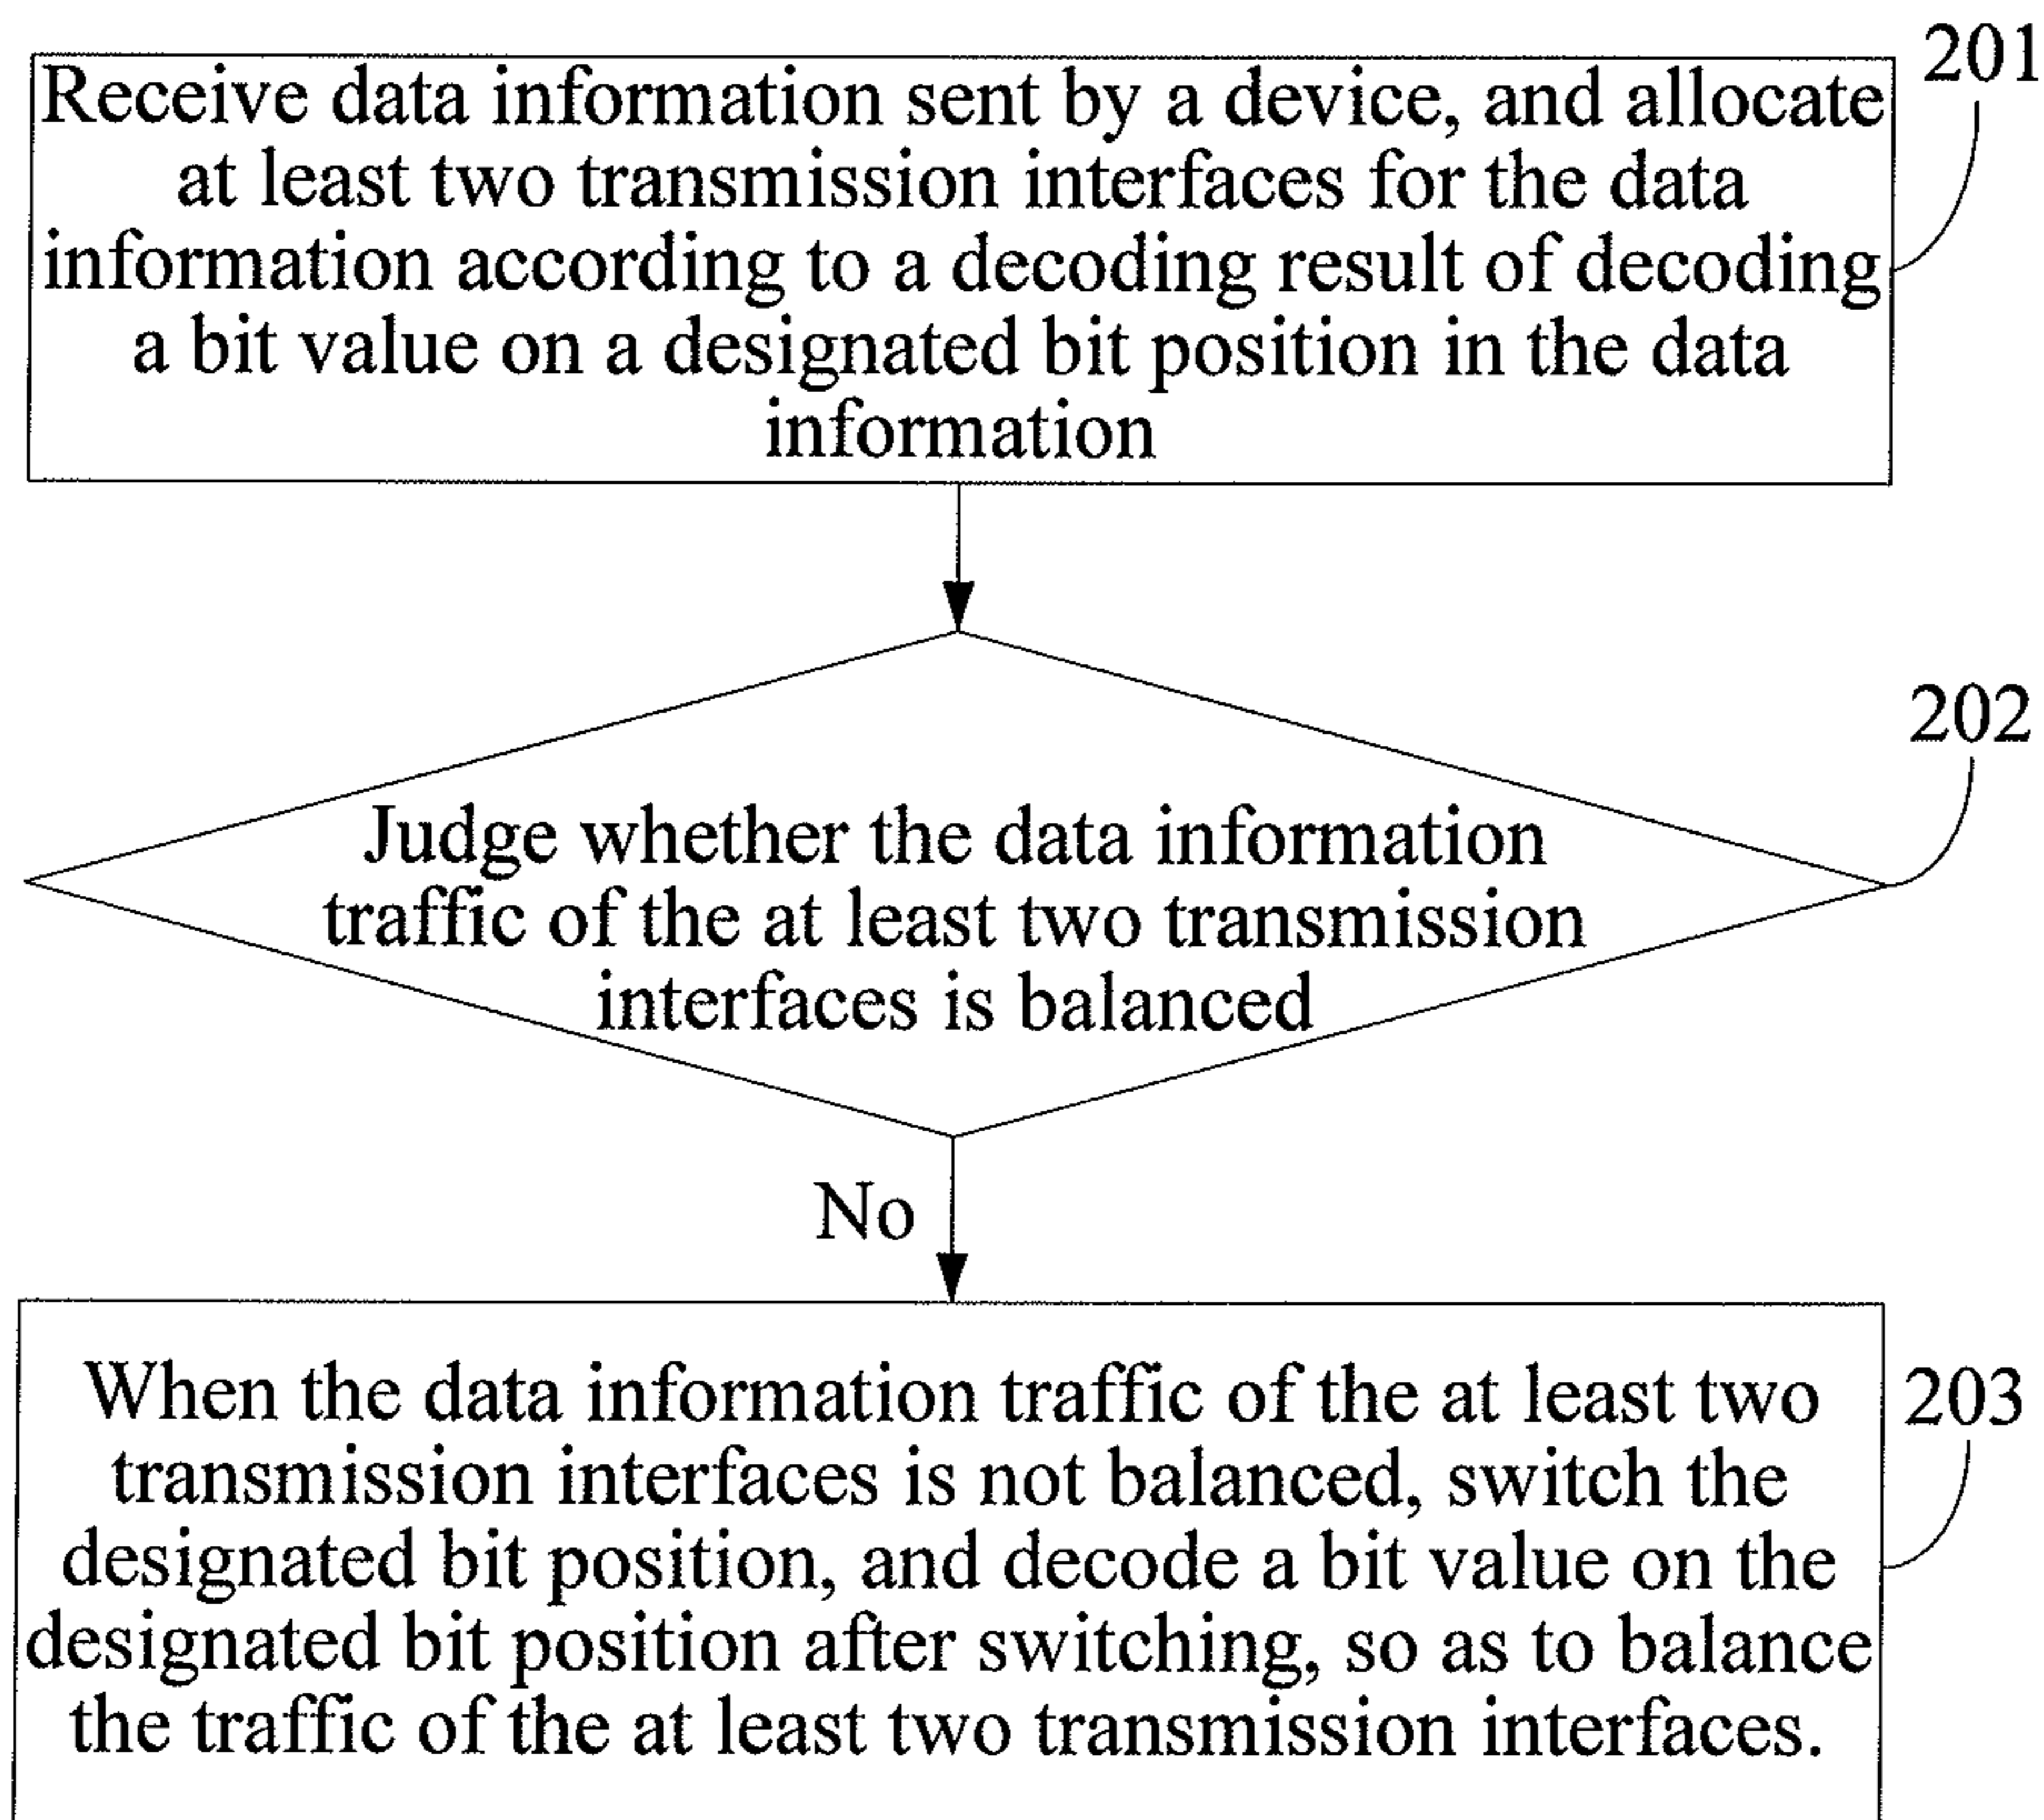 201
Receive data information sent by a device, and allocate
at least two transmission interfaces for the data
information according to a decoding result of decoding
a bit value on a designated bit position in the data
information
202
Judge whether the data information
traffic of the at least two transmission
interfaces is balanced
No
When the data information traffic of the at least two
203
transmission interfaces is not balanced, switch the
designated bit position, and decode a bit value on the
designated bit position after switching, so as to balance
the traffic of the at least two transmission interfaces.